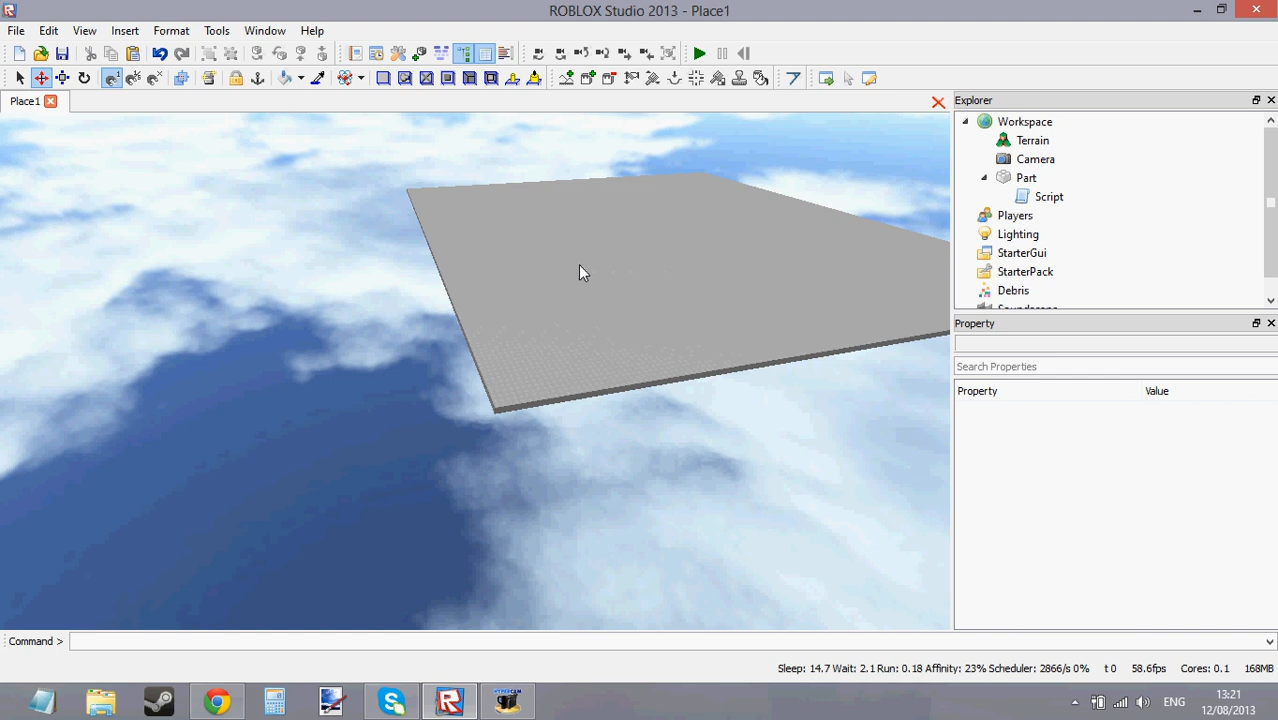 ROBLOX Studio 2013 - Place1
File Edit View Insert Format Tools Window Help
Place1
Explorer
Workspace
Terrain
Camera
Part
Script
Players
Lighting
StarterGui
StarterPack
Debris
Property
Search Properties
Property Value
Command >
Sleep: 14.7 Wait: 2.1 Run: 0.18 Affinity: 23% Scheduler: 2866/s 0% t 0 58.6fps Cores: 0.1 168MB
ENG
13:21
12/08/2013